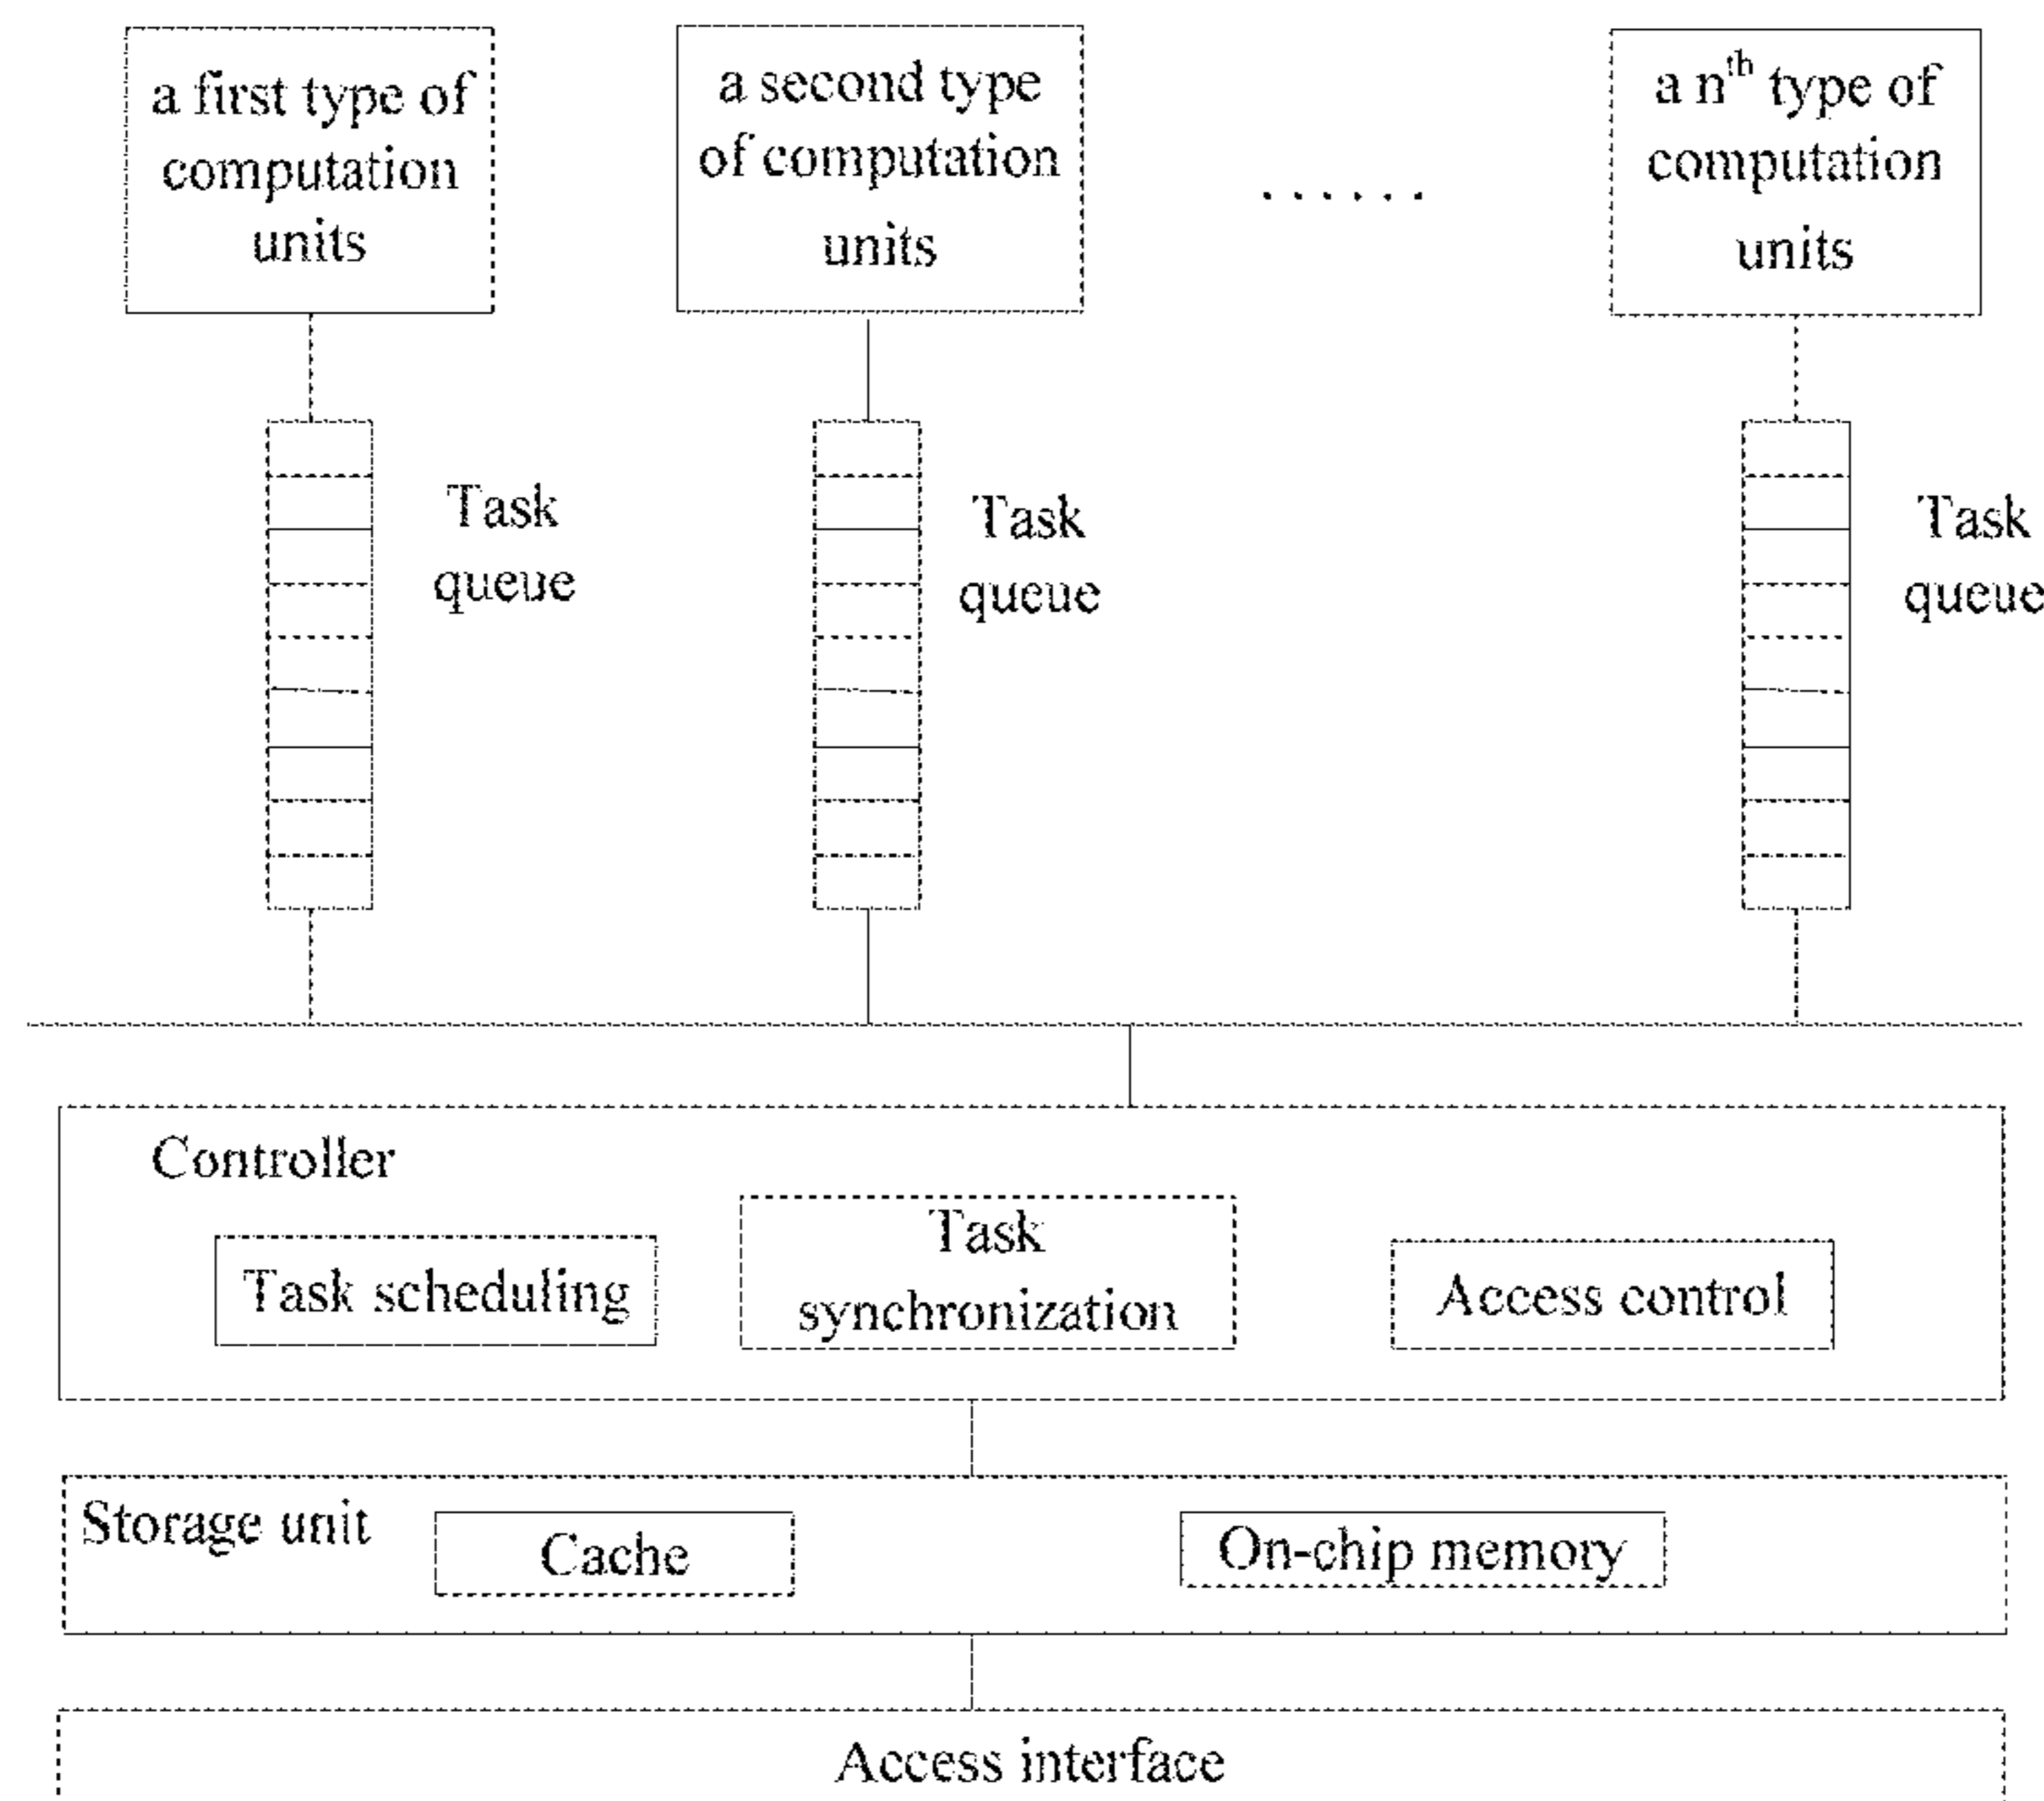 a first type of
computation
units
a second type
of computation
units
......
a nth type of
computation
units
Task
queue
Task
queue
Task
queue
Controller
Task scheduling
Task
synchronization
Access control
Storage unit
Cache
On-chip memory
Access interface